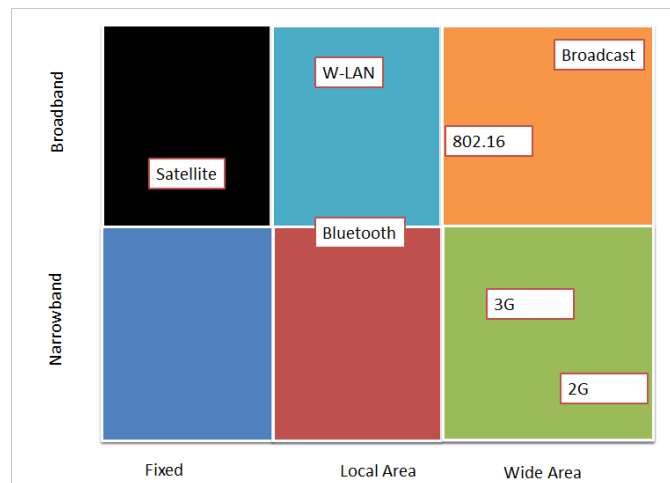 Broadband
Narrowband
Broadcast
W-LAN
802.16
Satellite
Bluetooth
3G
2G
Fixed
Local Area
Wide Area